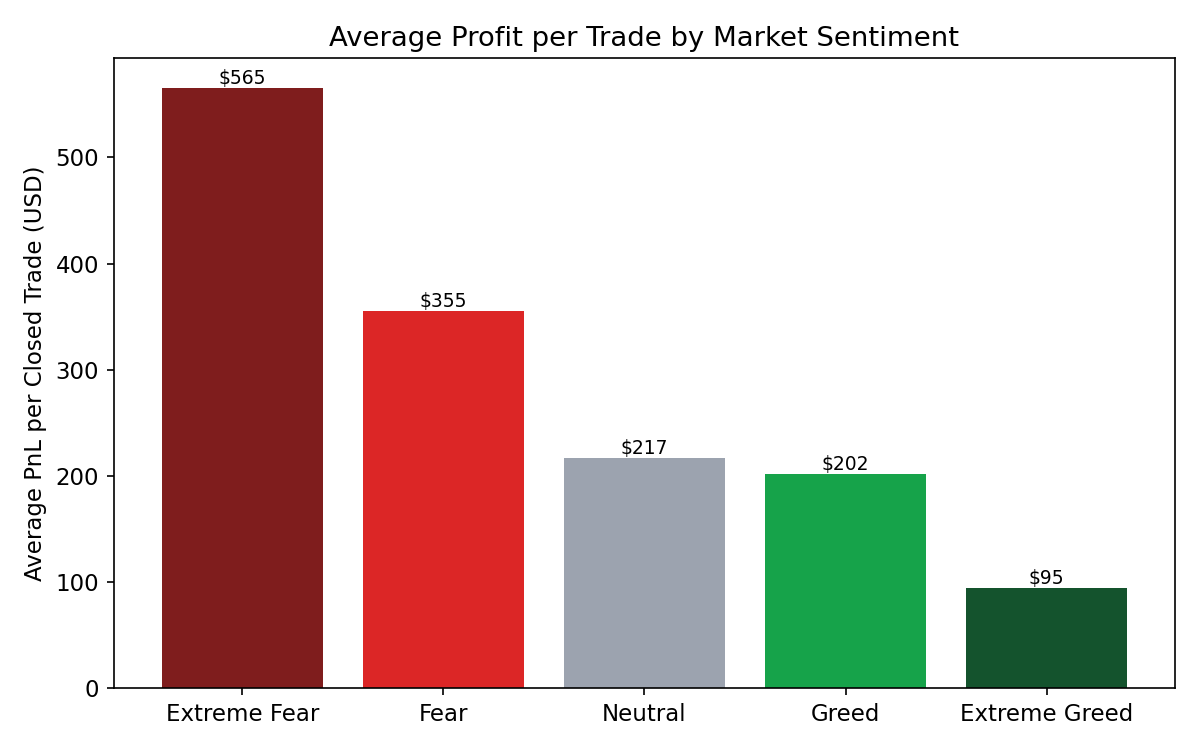 Average Profit per Trade by Market Sentiment
Average PnL per Closed Trade (USD)
500
400
300
200
100
0
$565
$355
$217
$202
$95
Extreme Fear
Fear
Neutral
Greed
Extreme Greed